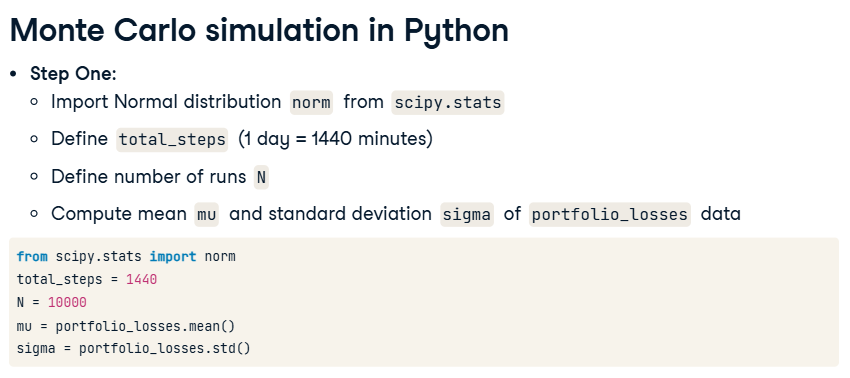 Monte Carlo simulation in Python
• Step One:
○ Import Normal distribution norm from scipy.stats
○ Define total_steps (1 day = 1440 minutes)
○ Define number of runs N
○ Compute mean mu and standard deviation sigma of portfolio_losses data
from scipy.stats import norm
total_steps = 1440
N = 10000
mu = portfolio_losses.mean()
sigma = portfolio_losses.std()